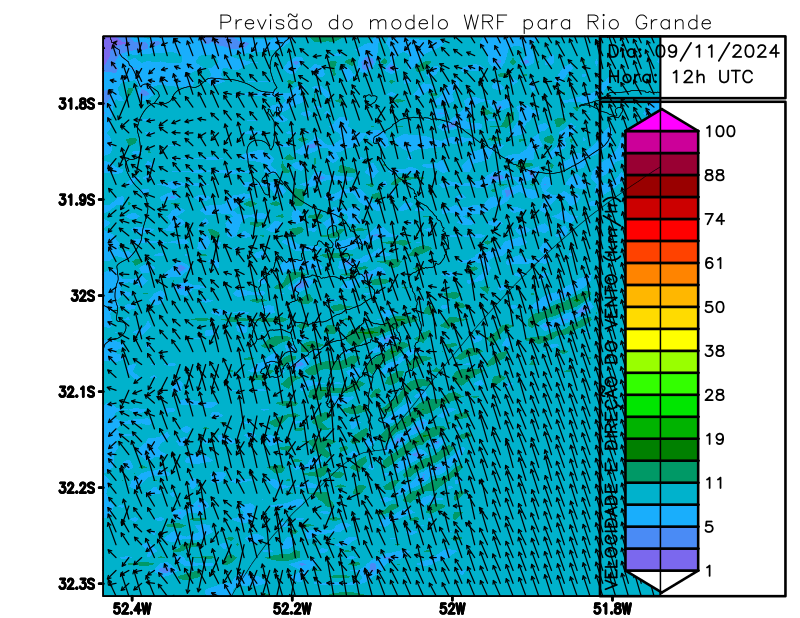 Previsão do modelo WRF para Rio Grande
Dia: 09/11/2024
Hora: 12h UTC
31.8S
31.9S
32S
32.1S
32.2S
32.3S
52.4W
52.2W
52W
51.8W
VELOCIDADE E DIREÇÃO DO VENTO (km/h)
100
88
74
61
50
38
28
19
11
5
1